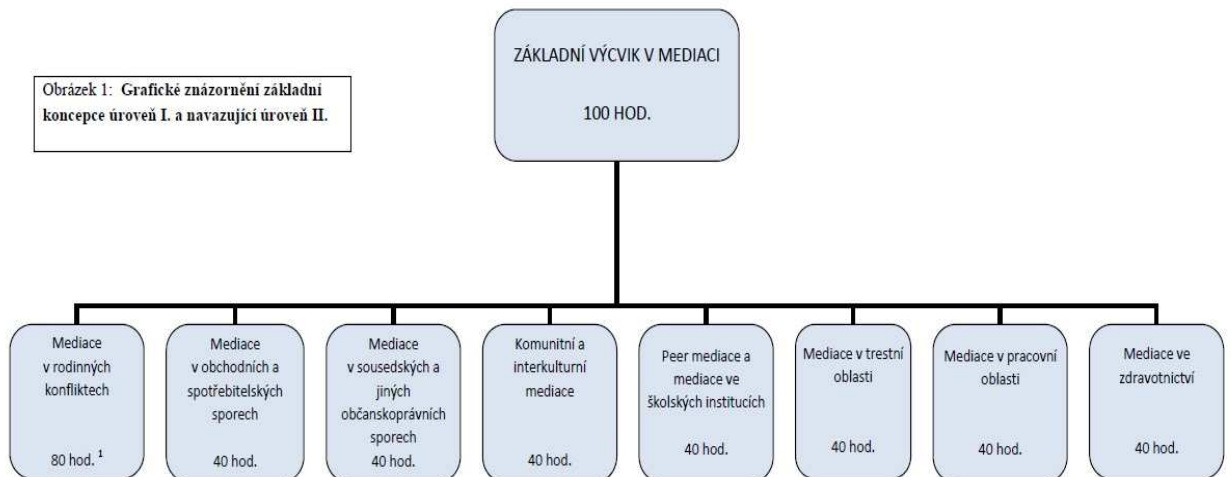 ZÁKLADNÍ VÝCVIK V MEDIACI
100 HOD.
Obrázek 1: Grafické znázornění základní
koncepce úroveň I. a navazující úroveň II.
Mediace
v rodinných
konfliktech
80 hod. 1
Mediace
v obchodních a
spotřebitelských
sporech
40 hod.
Mediace
v sousedských a
jiných
občanskoprávních
sporech
40 hod.
Komunitní a
interkulturní
mediace
40 hod.
Peer mediace a
mediace ve
školských institucích
40 hod.
Mediace v trestní
oblasti
40 hod.
Mediace v pracovní
oblasti
40 hod.
Mediace ve
zdravotnictví
40 hod.